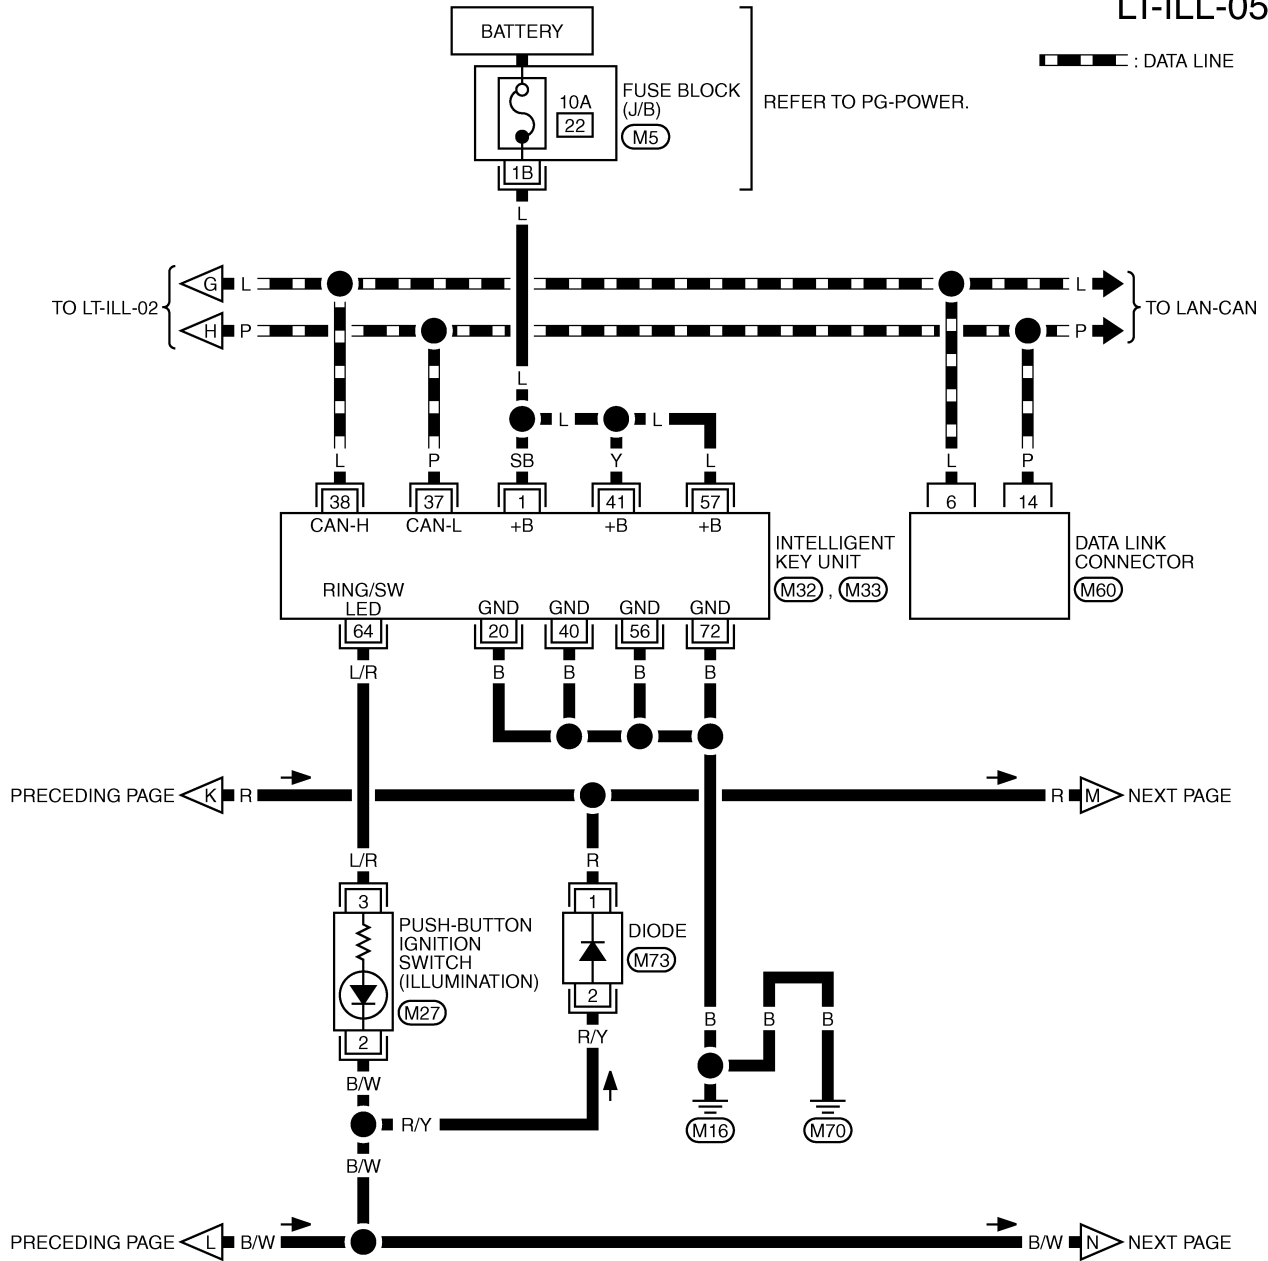 LT-ILL-05
BATTERY
: DATA LINE
10A
22
FUSE BLOCK
(J/B)
M5
REFER TO PG-POWER.
1B
L
G L L
TO LT-ILL-02 TO LAN-CAN
H P P
L
L L
L P SB Y L L P
38 37 1 41 57 6 14
CAN-H CAN-L +B +B +B
INTELLIGENT
KEY UNIT
M32 , M33
DATA LINK
CONNECTOR
M60
RING/SW
LED
GND GND GND GND
64 20 40 56 72
L/R B B B B
PRECEDING PAGE K R R M NEXT PAGE
L/R R
3 1
PUSH-BUTTON
IGNITION
SWITCH
(ILLUMINATION)
M27
DIODE
M73
2
2
R/Y
B B B
B/W
R/Y
M16 M70
B/W
PRECEDING PAGE L B/W B/W N NEXT PAGE